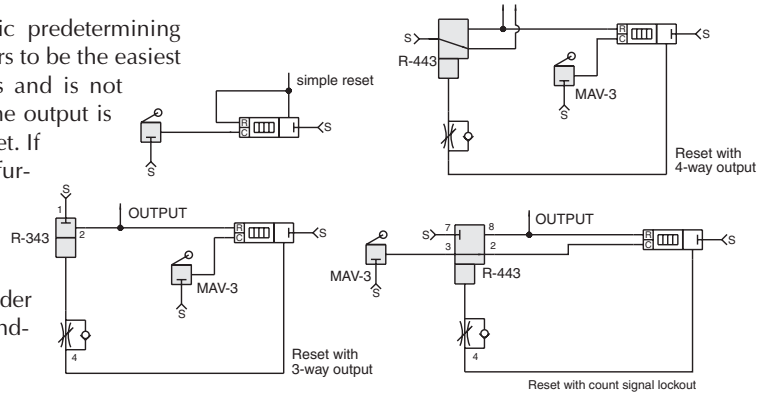 ic predetermining
rs to be the easiest
s and is not
ne output is
et. If
fur-
der
nd-
simple reset
R
C
S
S
S
R-443
MAV-3
S
R
C
S
Reset with
4-way output
S
1
2
R-343
OUTPUT
MAV-3
S
R
C
S
4
Reset with
3-way output
MAV-3
S
S
7
8
3
2
R-443
OUTPUT
R
C
S
4
Reset with count signal lockout